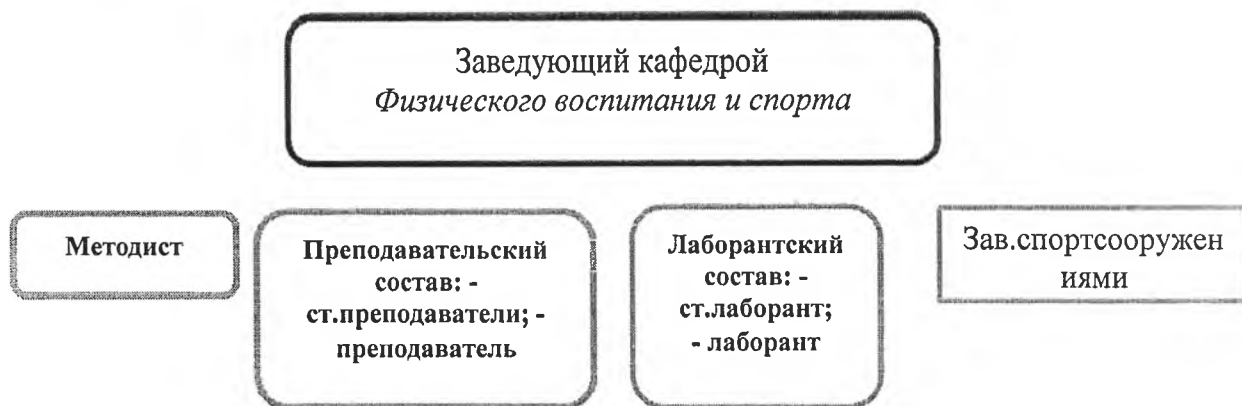 Заведующий кафедрой
Физического воспитания и спорта
Методист
Преподавательский
состав: -
ст.преподаватели; -
преподаватель
Лаборантский
состав: -
ст.лаборант;
- лаборант
Зав.спортсооружен
иями